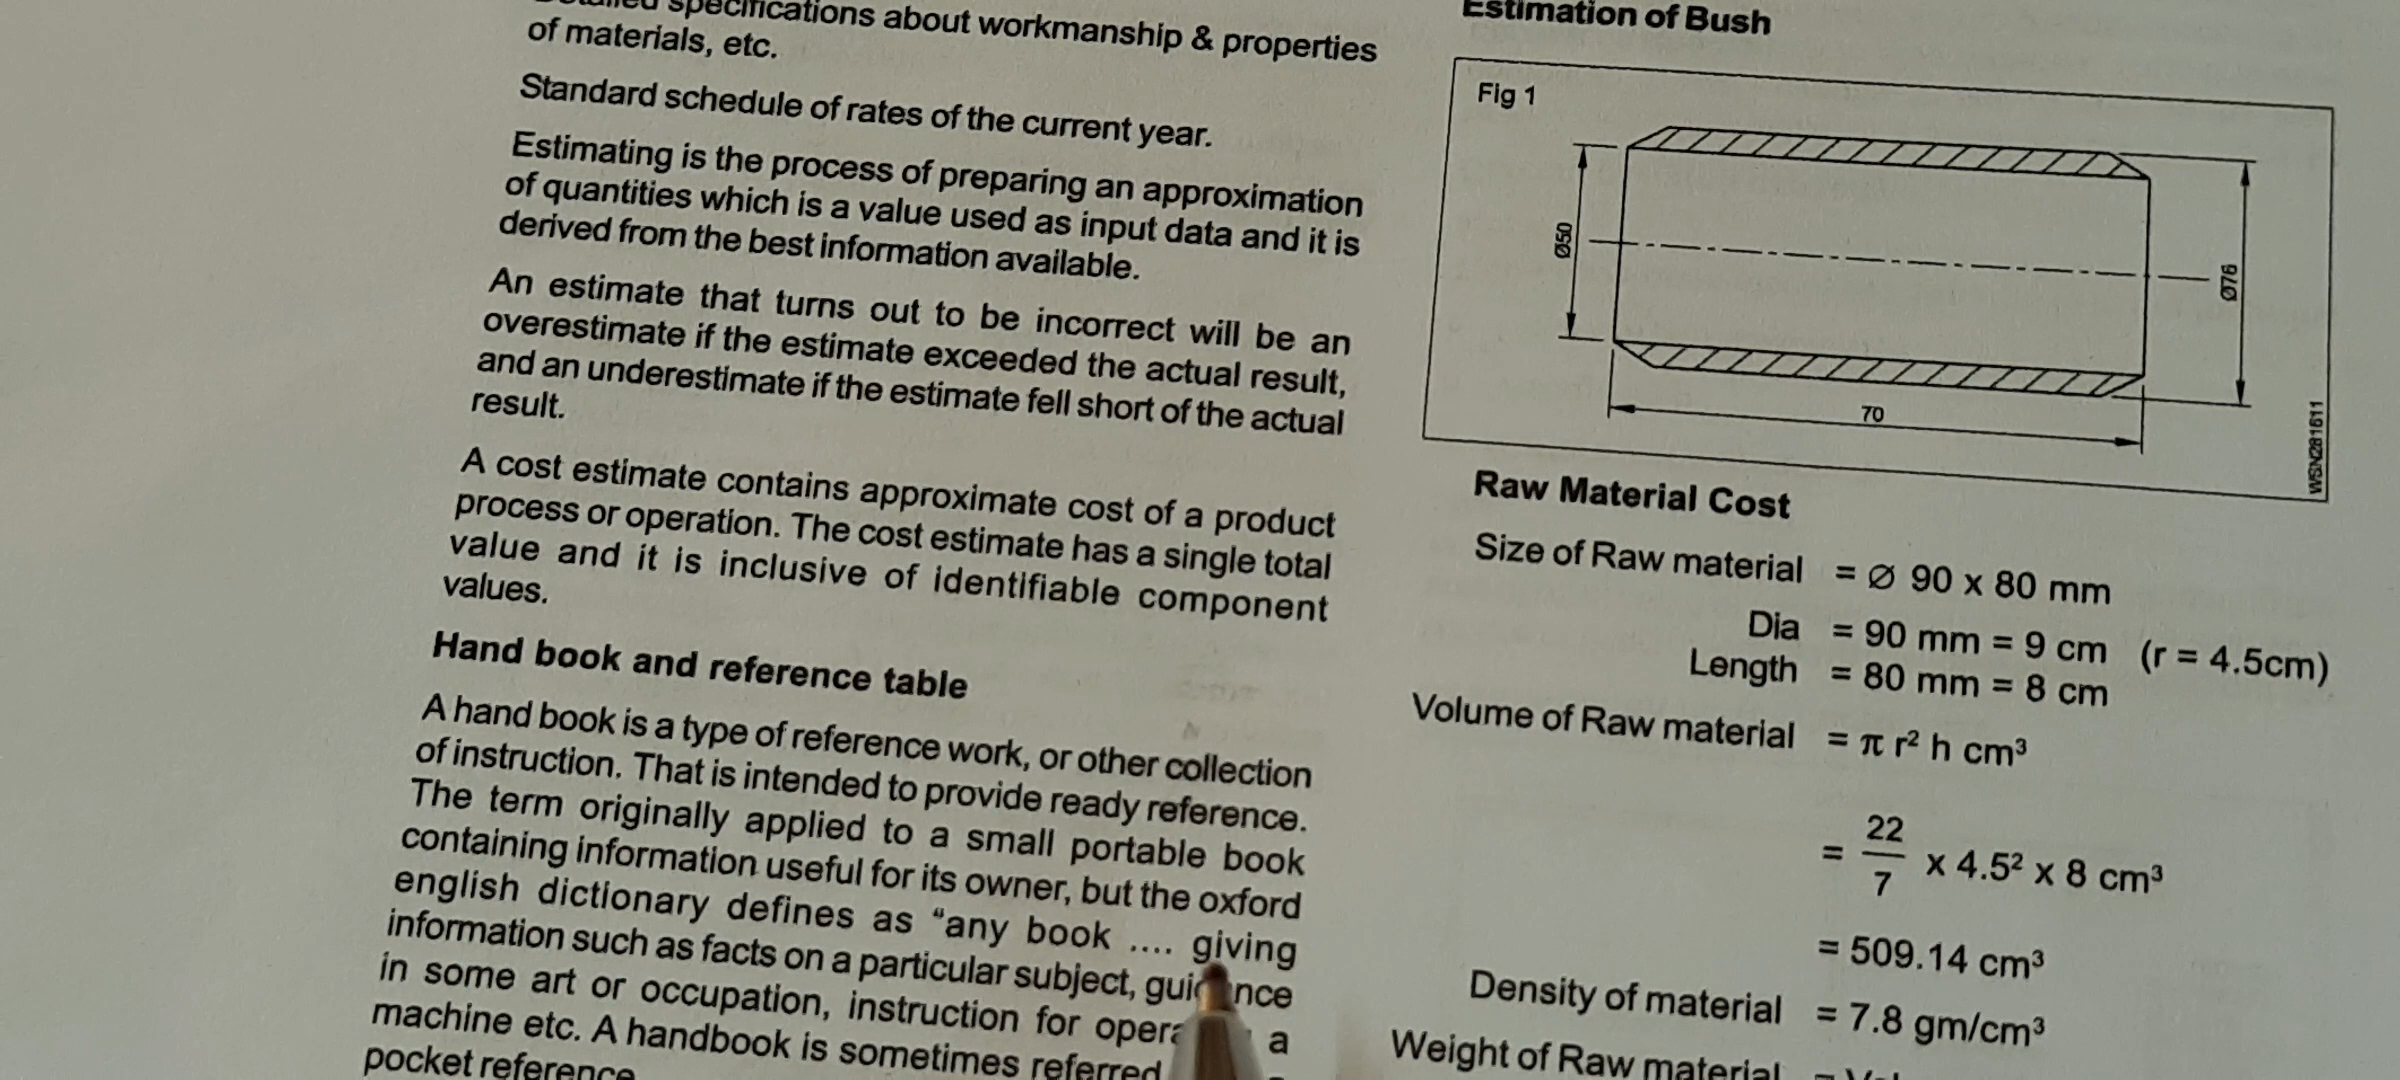 specifications about workmanship & properties
of materials, etc.
Standard schedule of rates of the current year.
Estimating is the process of preparing an approximation
of quantities which is a value used as input data and it is
derived from the best information available.
An estimate that turns out to be incorrect will be an
overestimate if the estimate exceeded the actual result,
and an underestimate if the estimate fell short of the actual
result.
A cost estimate contains approximate cost of a product
process or operation. The cost estimate has a single total
value and it is inclusive of identifiable component
values.
Hand book and reference table
A hand book is a type of reference work, or other collection
of instruction. That is intended to provide ready reference.
The term originally applied to a small portable book
containing information useful for its owner, but the oxford
english dictionary defines as “any book .... giving
information such as facts on a particular subject,
in some art or occupation, instruction for a
machine etc. A handbook is sometimes referred
pocket reference
Estimation of Bush
Fig 1
Ø50
Ø76
70
WSN281611
Raw Material Cost
Size of Raw material = ∅ 90 x 80 mm
Dia = 90 mm = 9 cm (r = 4.5cm)
Length = 80 mm = 8 cm
Volume of Raw material = π r² h cm³
= 22/7 x 4.5² x 8 cm³
= 509.14 cm³
Density of material = 7.8 gm/cm³
Weight of Raw material =